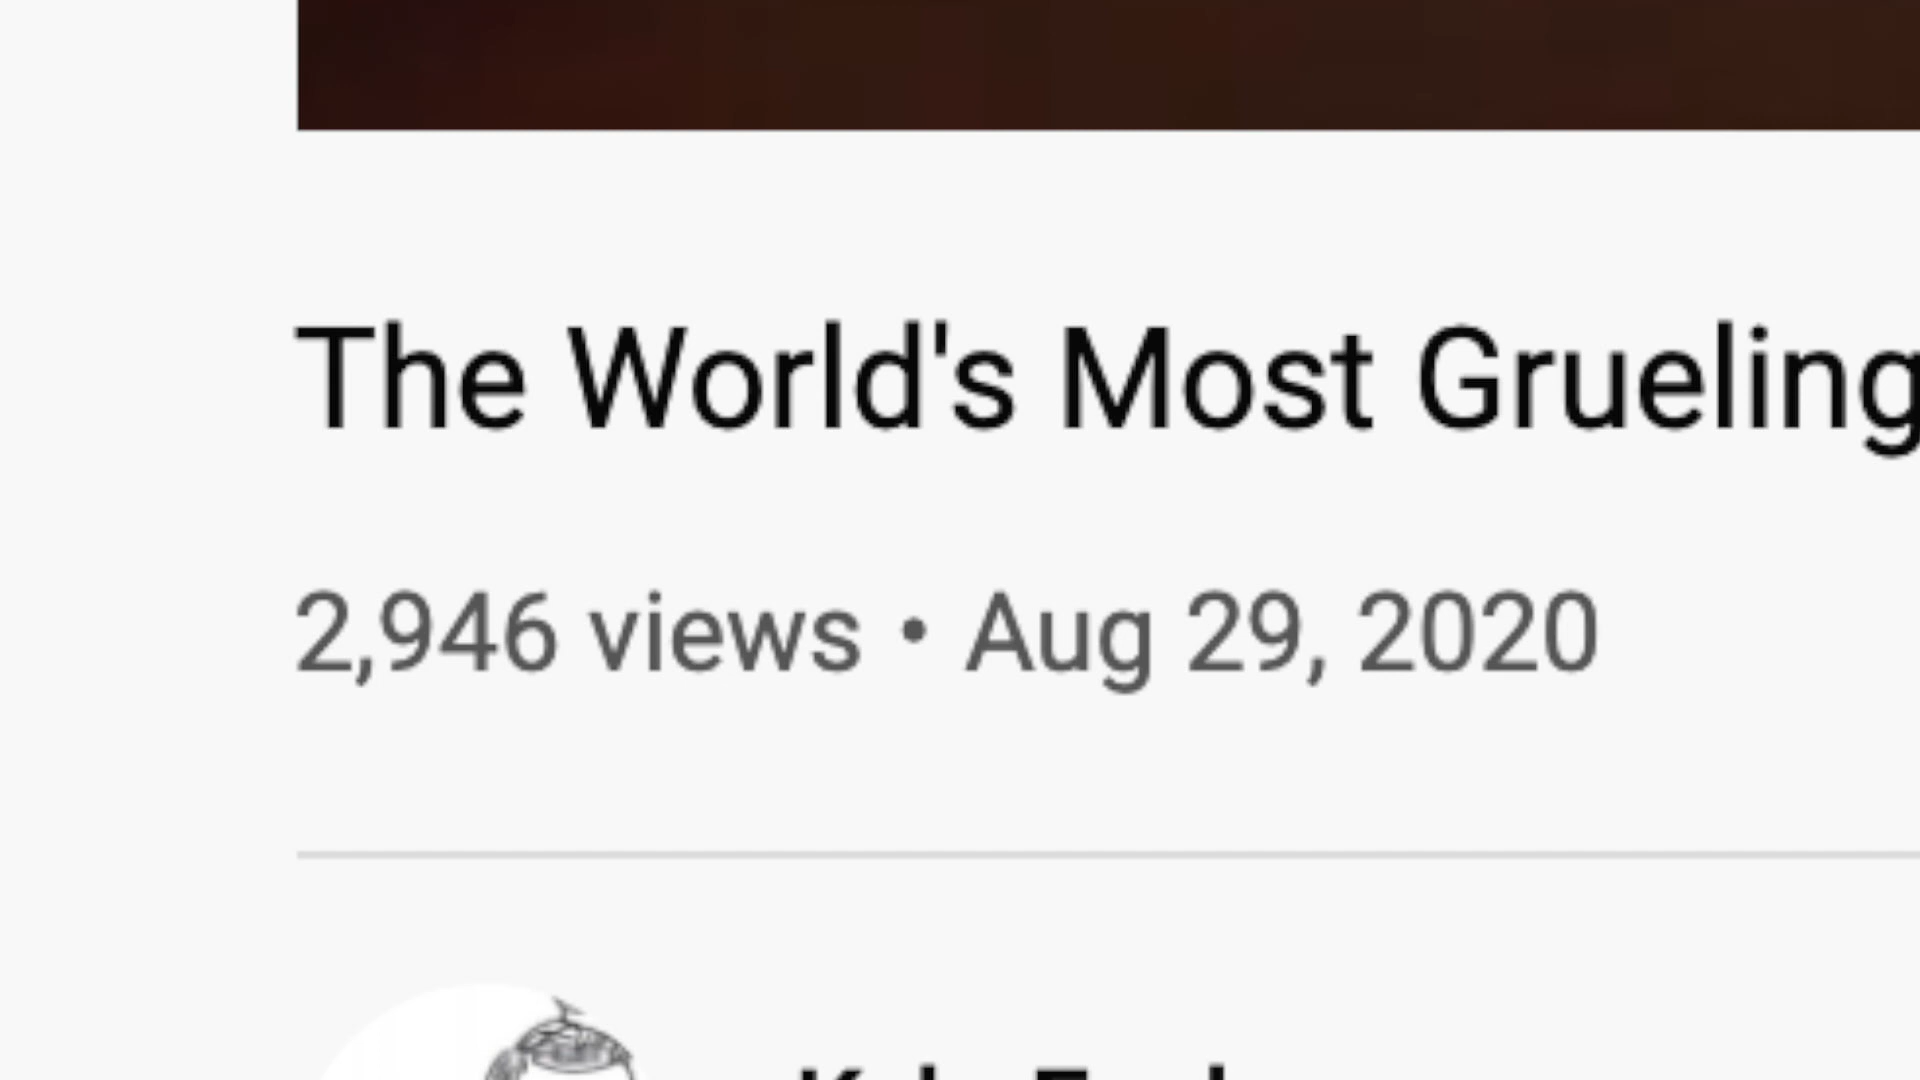 The World's Most Grueling
2,946 views • Aug 29, 2020